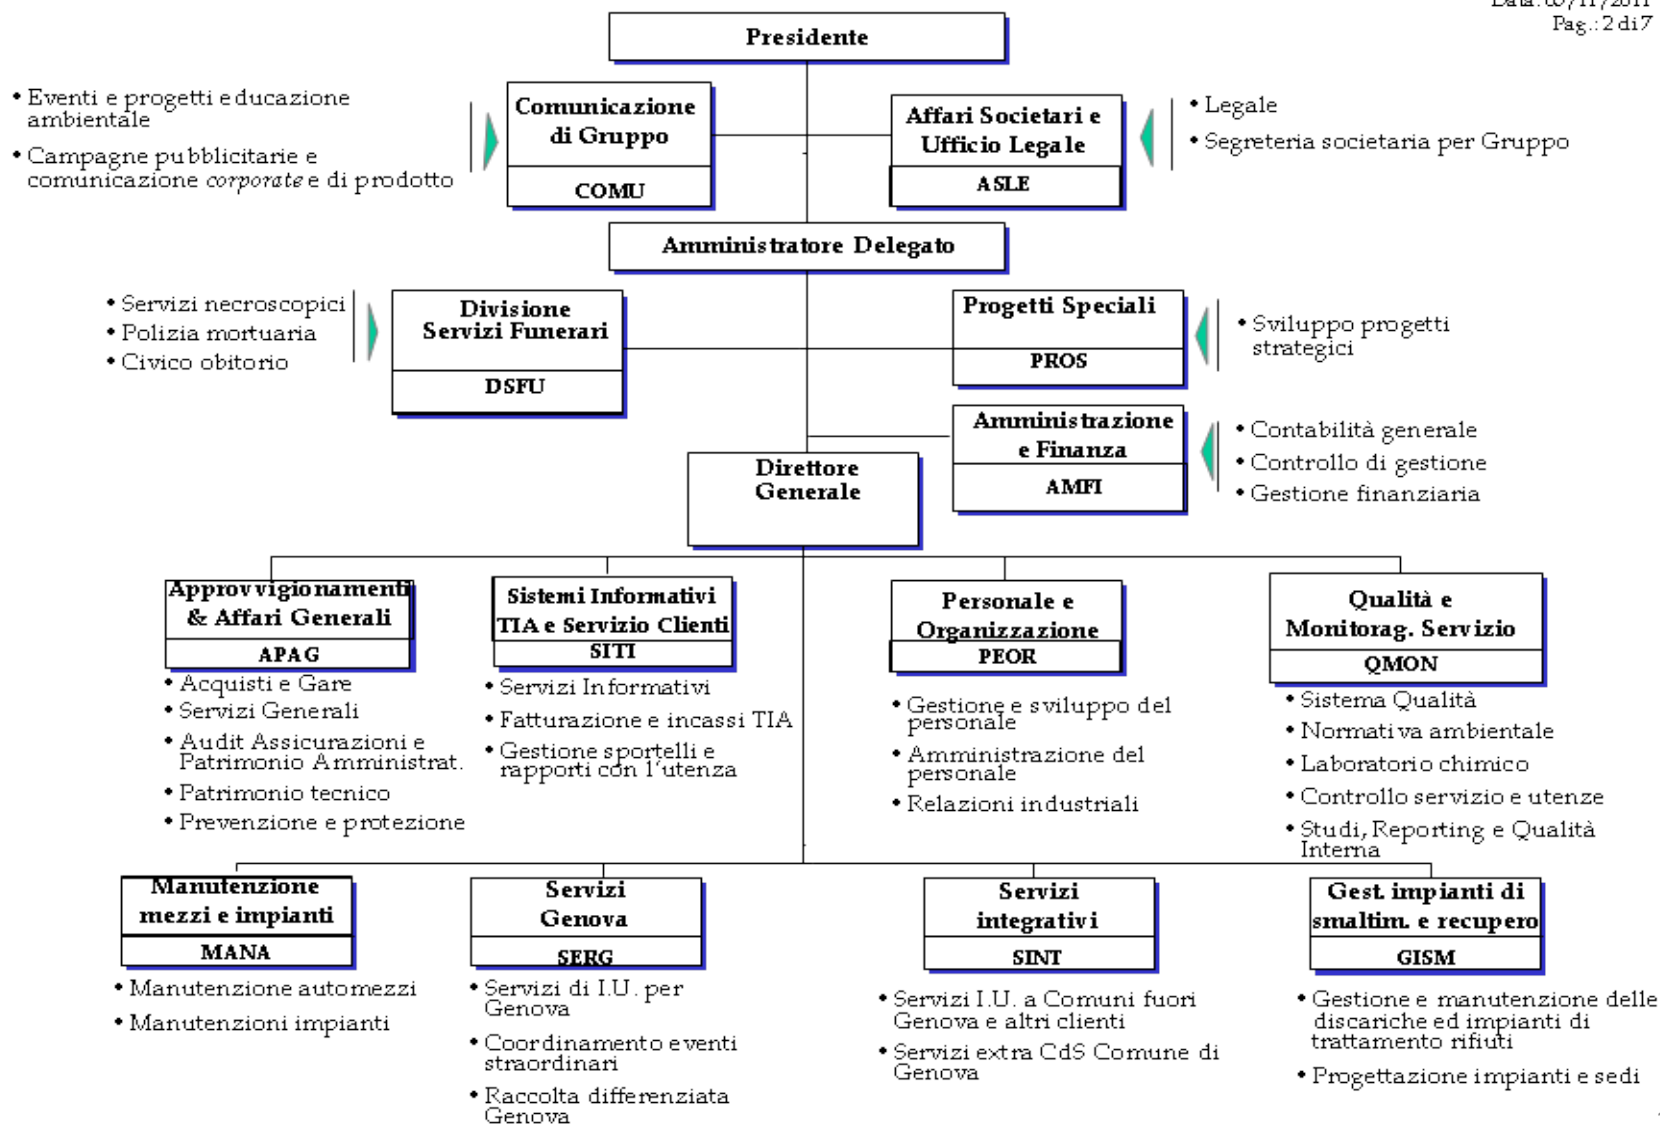 Pag.: 2 di 7
Presidente
• Eventi e progetti educazione
ambientale
• Campagne pubblicitarie e
comunicazione corporate e di prodotto
Comunicazione
di Gruppo
COMU
Affari Societari e
Ufficio Legale
ASLE
• Legale
• Segreteria societaria per Gruppo
Amministratore Delegato
• Servizi necroscopici
• Polizia mortuaria
• Civico obitorio
Divisione
Servizi Funerari
DSFU
Progetti Speciali
PROS
• Sviluppo progetti
strategici
Amministrazione
e Finanza
AMFI
• Contabilità generale
• Controllo di gestione
• Gestione finanziaria
Direttore
Generale
Approvvigionamenti
& Affari Generali
APAG
• Acquisti e Gare
• Servizi Generali
• Audit Assicurazioni e
Patrimonio Amministrat.
• Patrimonio tecnico
• Prevenzione e protezione
Sistemi Informativi
TIA e Servizio Clienti
SITI
• Servizi Informativi
• Fatturazione e incassi TIA
• Gestione sportelli e
rapporti con l'utenza
Personale e
Organizzazione
PEOR
• Gestione e sviluppo del
personale
• Amministrazione del
personale
• Relazioni industriali
Qualità e
Monitorag. Servizio
QMON
• Sistema Qualità
• Normativa ambientale
• Laboratorio chimico
• Controllo servizio e utenze
• Studi, Reporting e Qualità
Interna
Manutenzione
mezzi e impianti
MANA
• Manutenzione automezzi
• Manutenzioni impianti
Servizi
Genova
SERG
• Servizi di I.U. per
Genova
• Coordinamento eventi
straordinari
• Raccolta differenziata
Genova
Servizi
integrativi
SINT
• Servizi I.U. a Comuni fuori
Genova e altri clienti
• Servizi extra CdS Comune di
Genova
Gest. impianti di
smaltim. e recupero
GISM
• Gestione e manutenzione delle
discariche ed impianti di
trattamento rifiuti
• Progettazione impianti e sedi